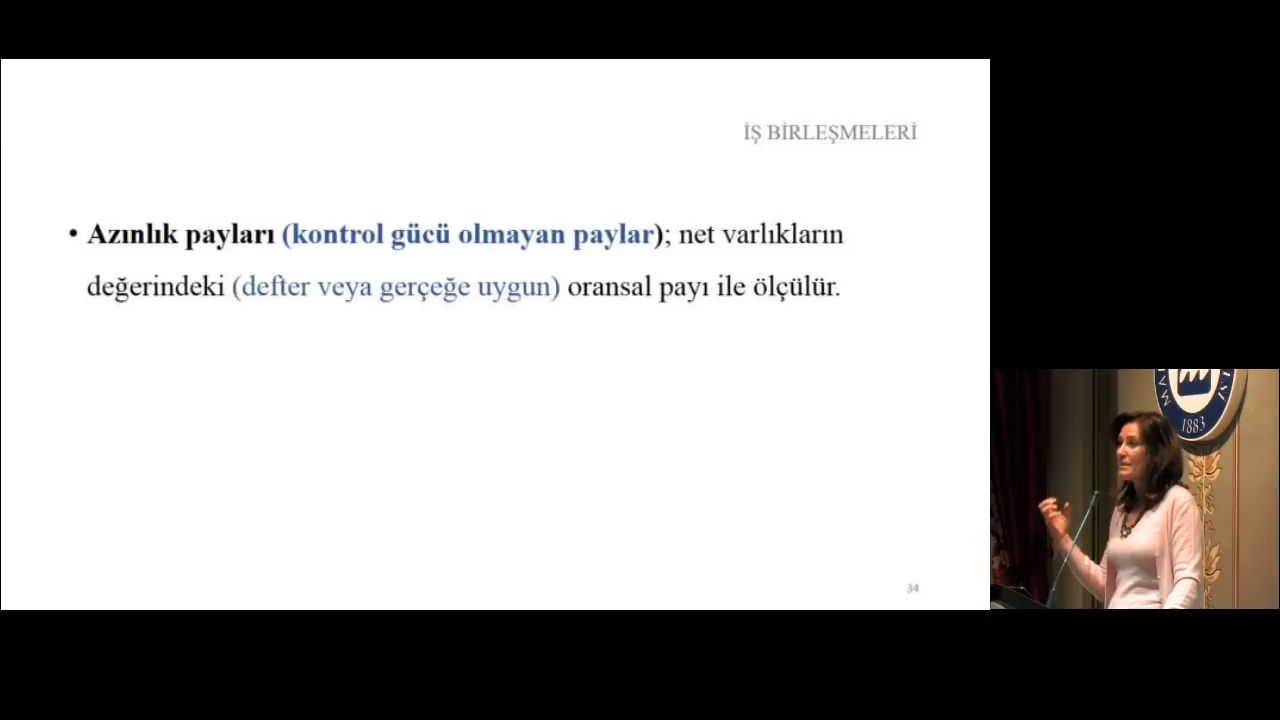 İŞ BİRLEŞMELERİ
• Azınlık payları (kontrol gücü olmayan paylar); net varlıkların
değerindeki (defter veya gerçeğe uygun) oransal payı ile ölçülür.
34
1883